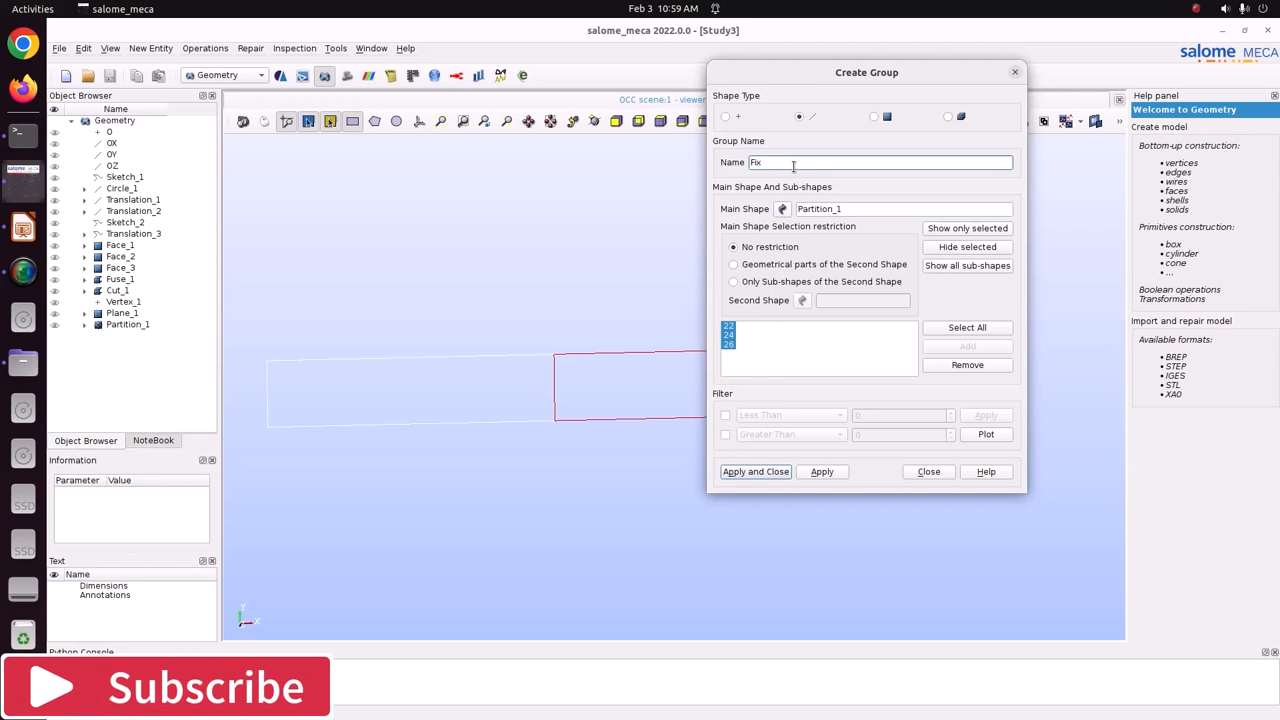 Activities
salome_meca
Feb 3 10:59 AM
salome_meca 2022.0.0 - [Study3]
File Edit View New Entity Operations Repair Inspection Tools Window Help
salome
MECA
Geometry
Object Browser
Name
Geometry
O
OX
OY
OZ
Sketch_1
Circle_1
Translation_1
Translation_2
Sketch_2
Translation_3
Face_1
Face_2
Face_3
Fuse_1
Cut_1
Vertex_1
Plane_1
Partition_1
Object Browser NoteBook
Information
Parameter Value
Text
Name
Dimensions
Annotations
OCC scene:1 - viewer
Y
X
Create Group
Shape Type
Group Name
Name Fix
Main Shape And Sub-shapes
Main Shape Partition_1
Main Shape Selection restriction
No restriction
Geometrical parts of the Second Shape
Only Sub-shapes of the Second Shape
Second Shape
Show only selected
Hide selected
Show all sub-shapes
22
24
26
Select All
Add
Remove
Filter
Less Than 0 Apply
Greater Than 0 Plot
Apply and Close Apply Close Help
Help panel
Welcome to Geometry
Create model
Bottom-up construction:
• vertices
• edges
• wires
• faces
• shells
• solids
Primitives construction:
• box
• cylinder
• cone
• ...
Boolean operations
Transformations
Import and repair model
Available formats:
• BREP
• STEP
• IGES
• STL
• XAO
Python Console
Subscribe